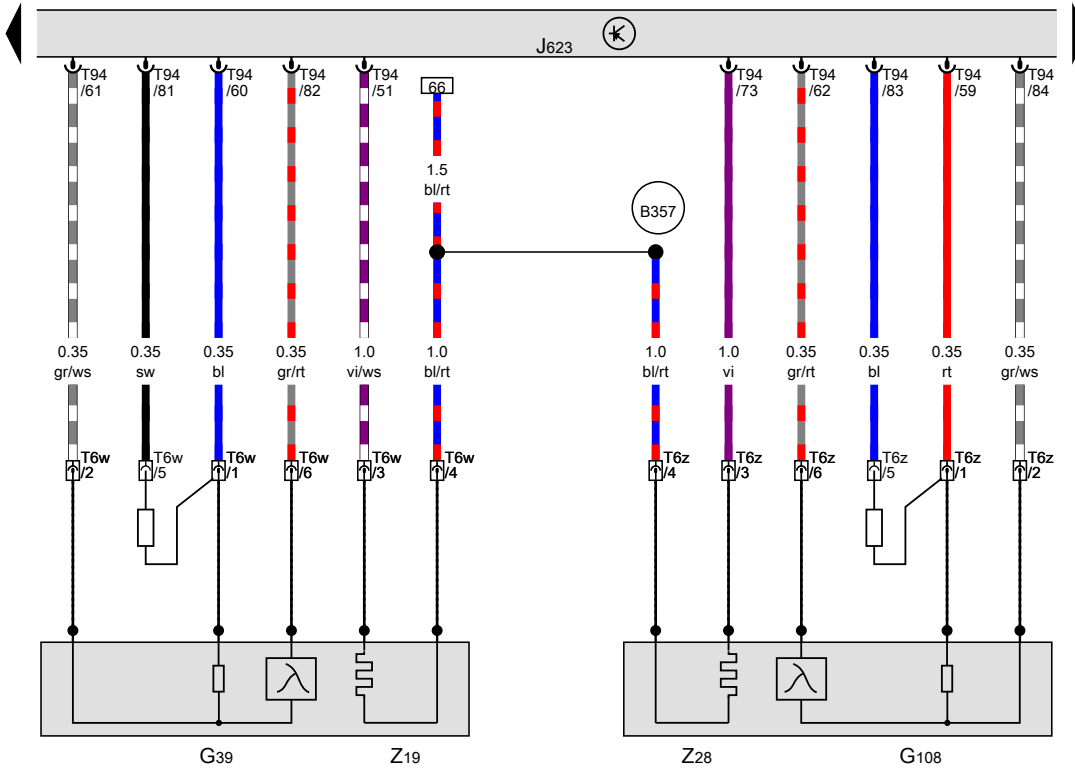 J623
T94 T94 T94 T94 T94 T94 T94 T94 T94 T94
/61 /81 /60 /82 /51 /73 /62 /83 /59 /84
66
1.5
bl/rt
B357
0.35 0.35 0.35 0.35 1.0 1.0 1.0 1.0 0.35 0.35 0.35 0.35
gr/ws sw bl gr/rt vi/ws bl/rt bl/rt vi gr/rt bl rt gr/ws
T6w T6w T6w T6w T6w T6w T6z T6z T6z T6z T6z T6z
/2 /5 /1 /6 /3 /4 /4 /3 /6 /5 /1 /2
G39 Z19 Z28 G108